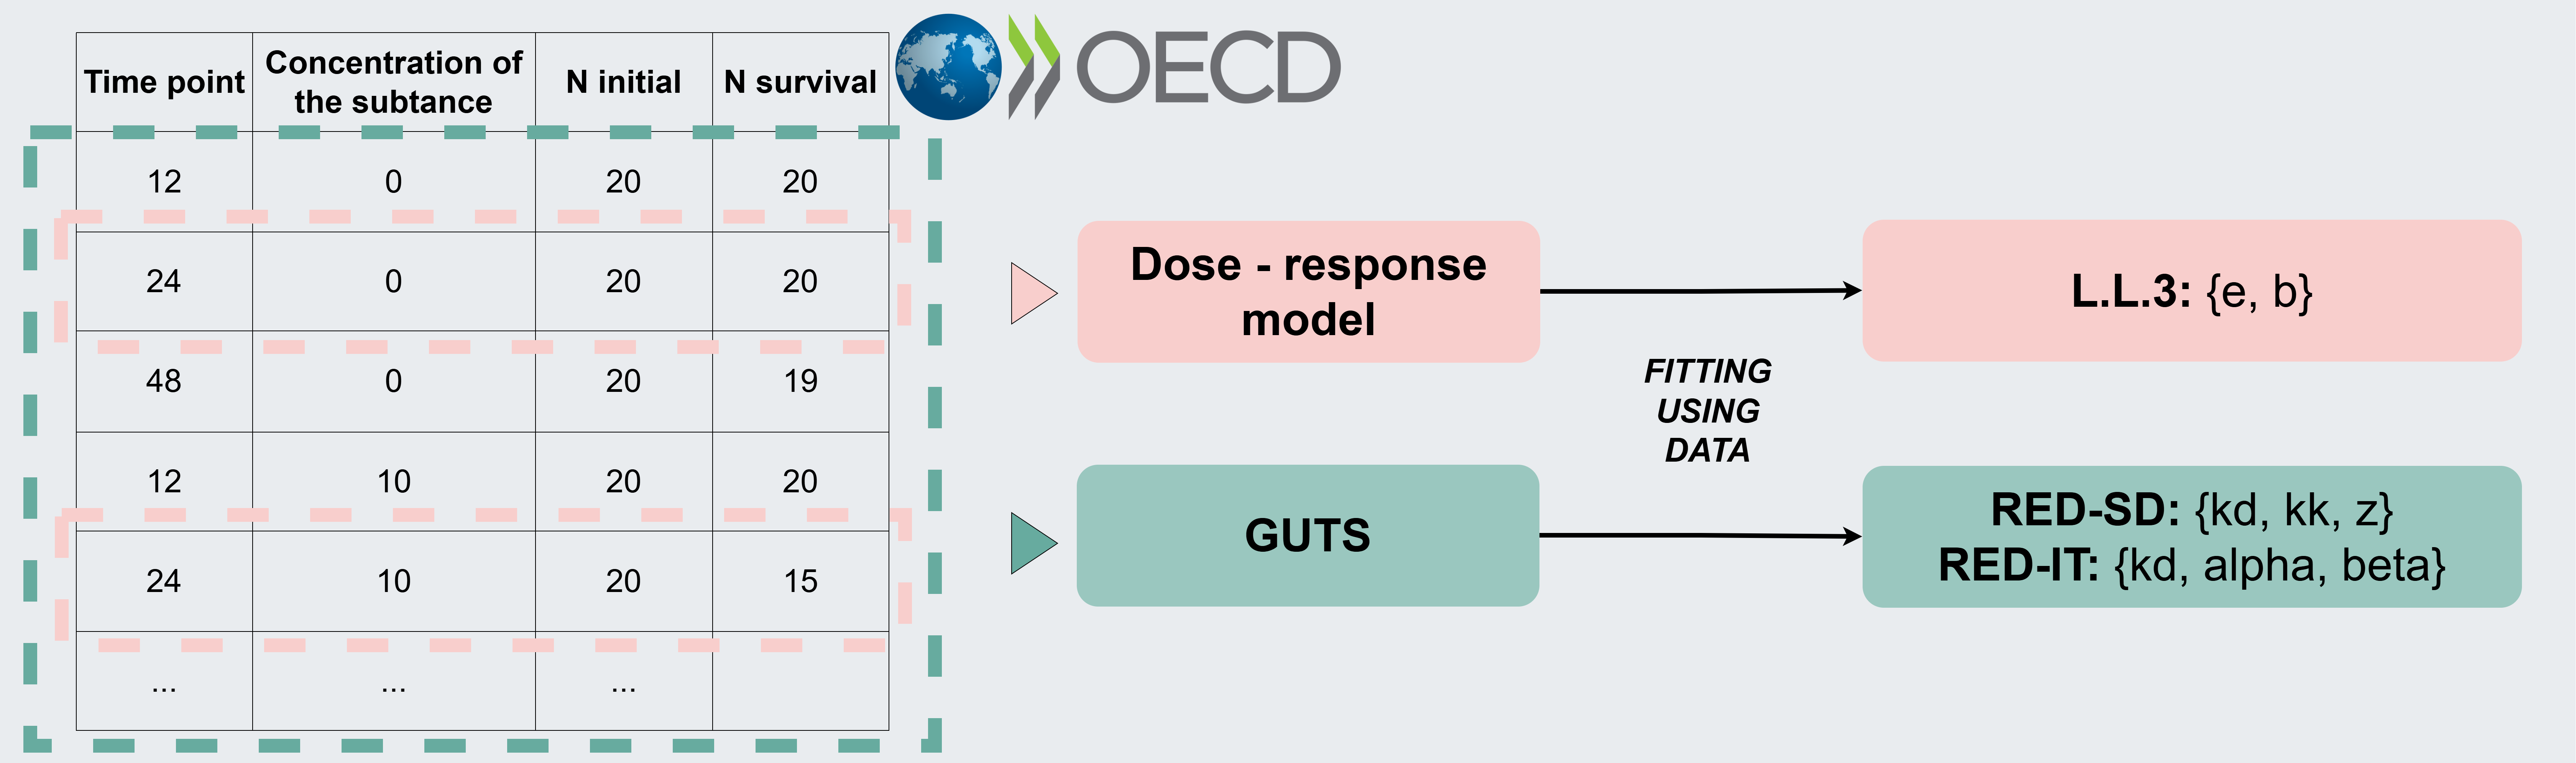 Time point Concentration of the subtance N initial N survival
12 0 20 20
24 0 20 20
48 0 20 19
12 10 20 20
24 10 20 15
... ... ...
OECD
Dose - response
model
L.L.3: {e, b}
FITTING
USING
DATA
GUTS
RED-SD: {kd, kk, z}
RED-IT: {kd, alpha, beta}